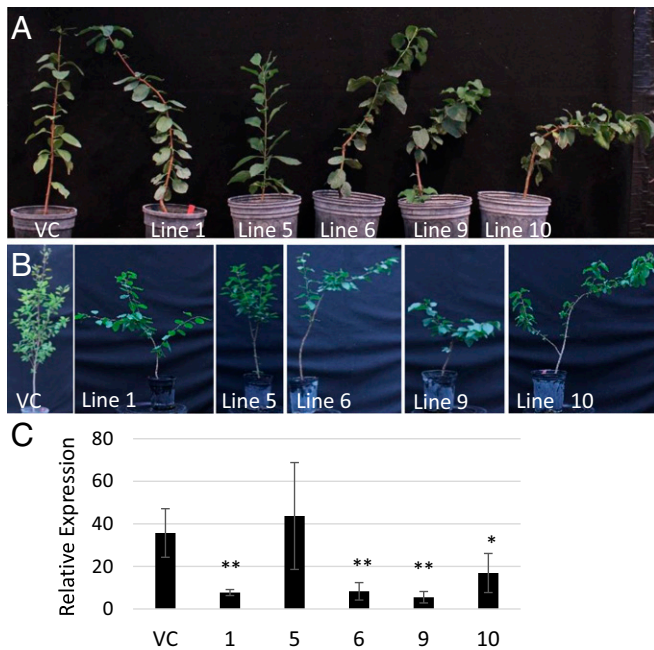 A
VC Line 1 Line 5 Line 6 Line 9 Line 10
B
VC Line 1 Line 5 Line 6 Line 9 Line 10
C
Relative Expression
80
60
40
20
0
** ** ** *
VC 1 5 6 9 10